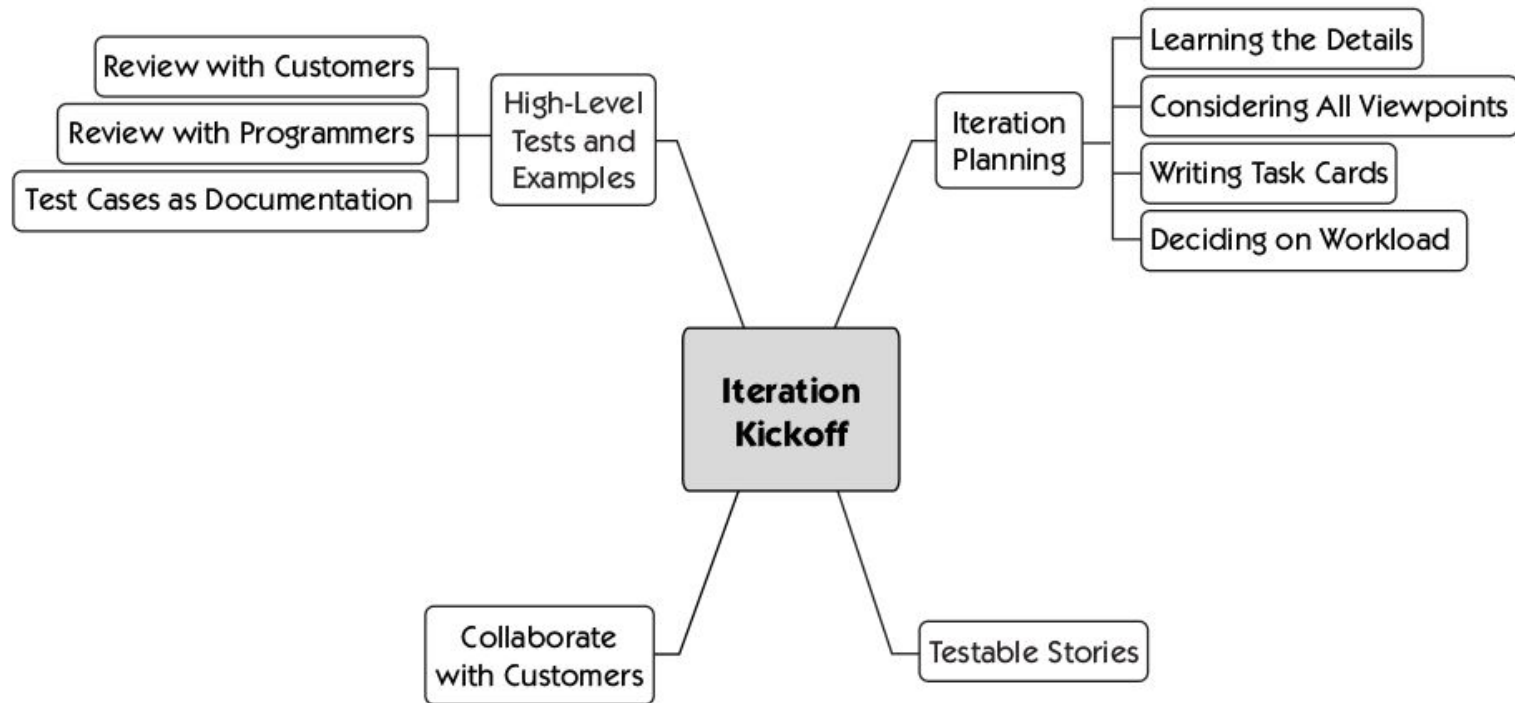 Review with Customers
Review with Programmers
Test Cases as Documentation
High-Level
Tests and
Examples
Iteration
Planning
Learning the Details
Considering All Viewpoints
Writing Task Cards
Deciding on Workload
Iteration
Kickoff
Collaborate
with Customers
Testable Stories